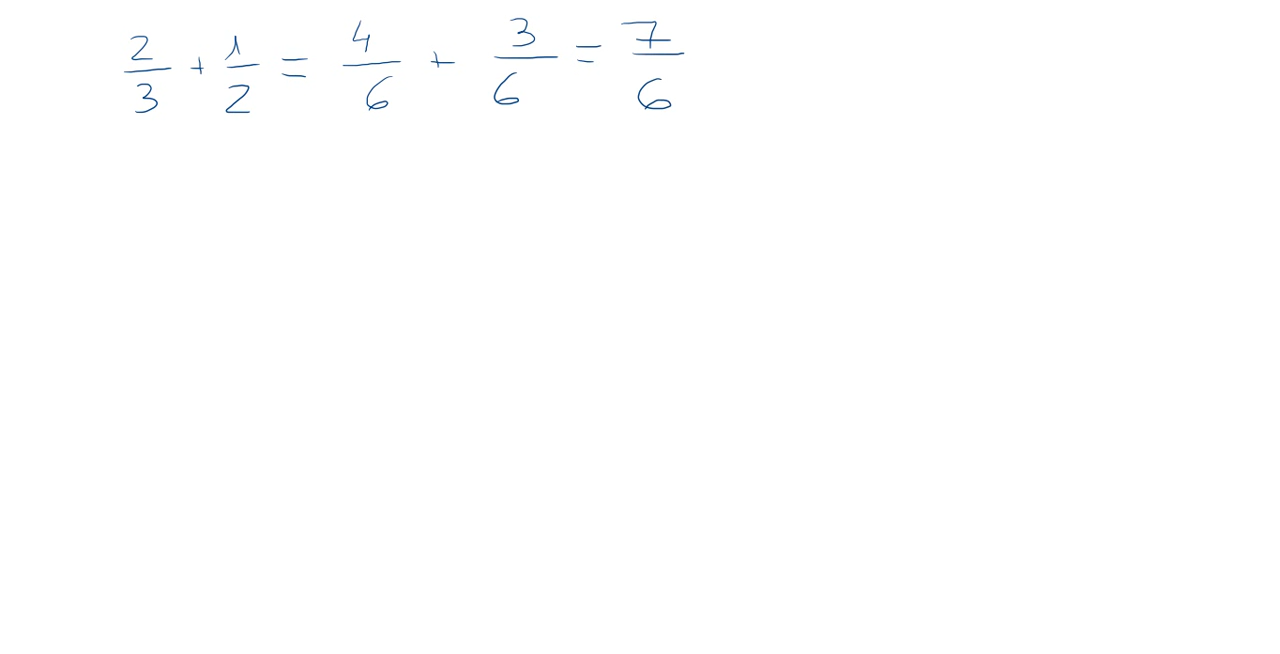 2/3 + 1/2 = 4/6 + 3/6 = 7/6